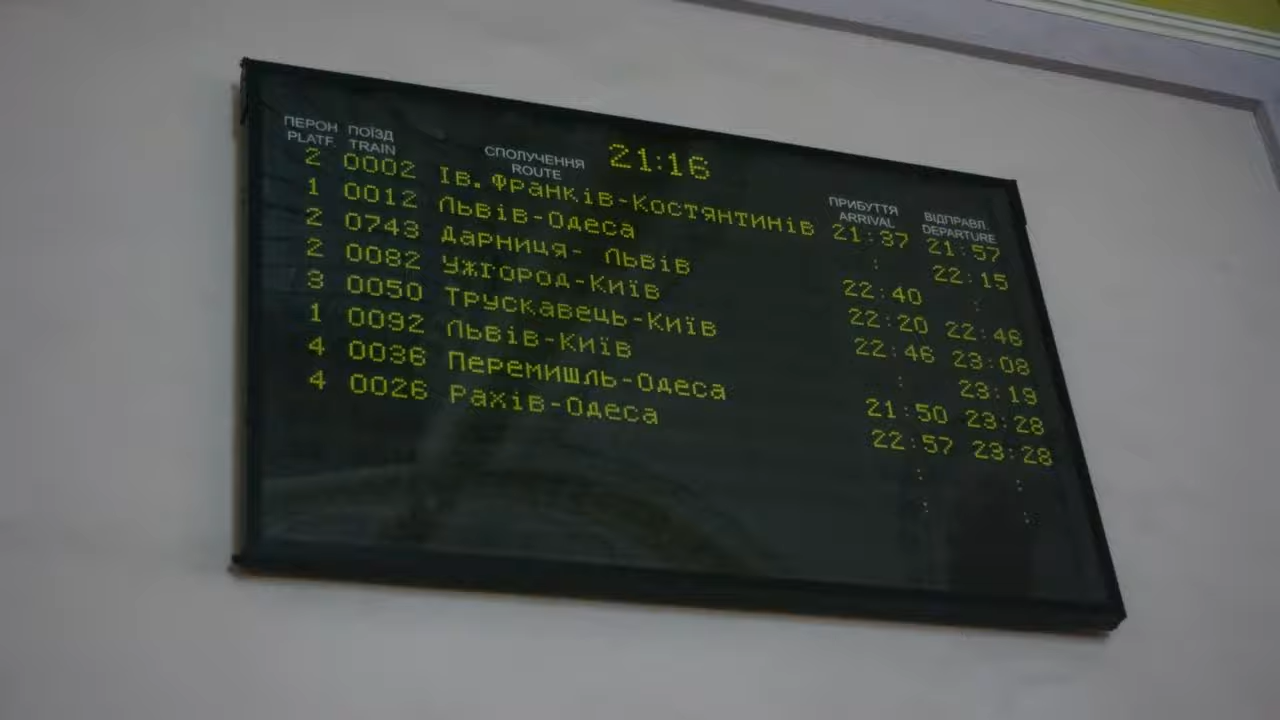 ПЕРОН ПОЇЗД СПОЛУЧЕННЯ 21:16 ПРИБУТТЯ ВІДПРАВЛ.
PLATF. TRAIN ROUTE ARRIVAL DEPARTURE
2 0002 Ів.Франків-Костянтинів 21:37 21:57
1 0012 Львів-Одеса : 22:15
2 0743 Дарниця- Львів 22:40 :
2 0082 Ужгород-Київ 22:20 22:46
3 0050 Трускавець-Київ 22:46 23:08
1 0092 Львів-Київ : 23:19
4 0036 Перемишль-Одеса 21:50 23:28
4 0026 Рахів-Одеса 22:57 23:28
: :
: :